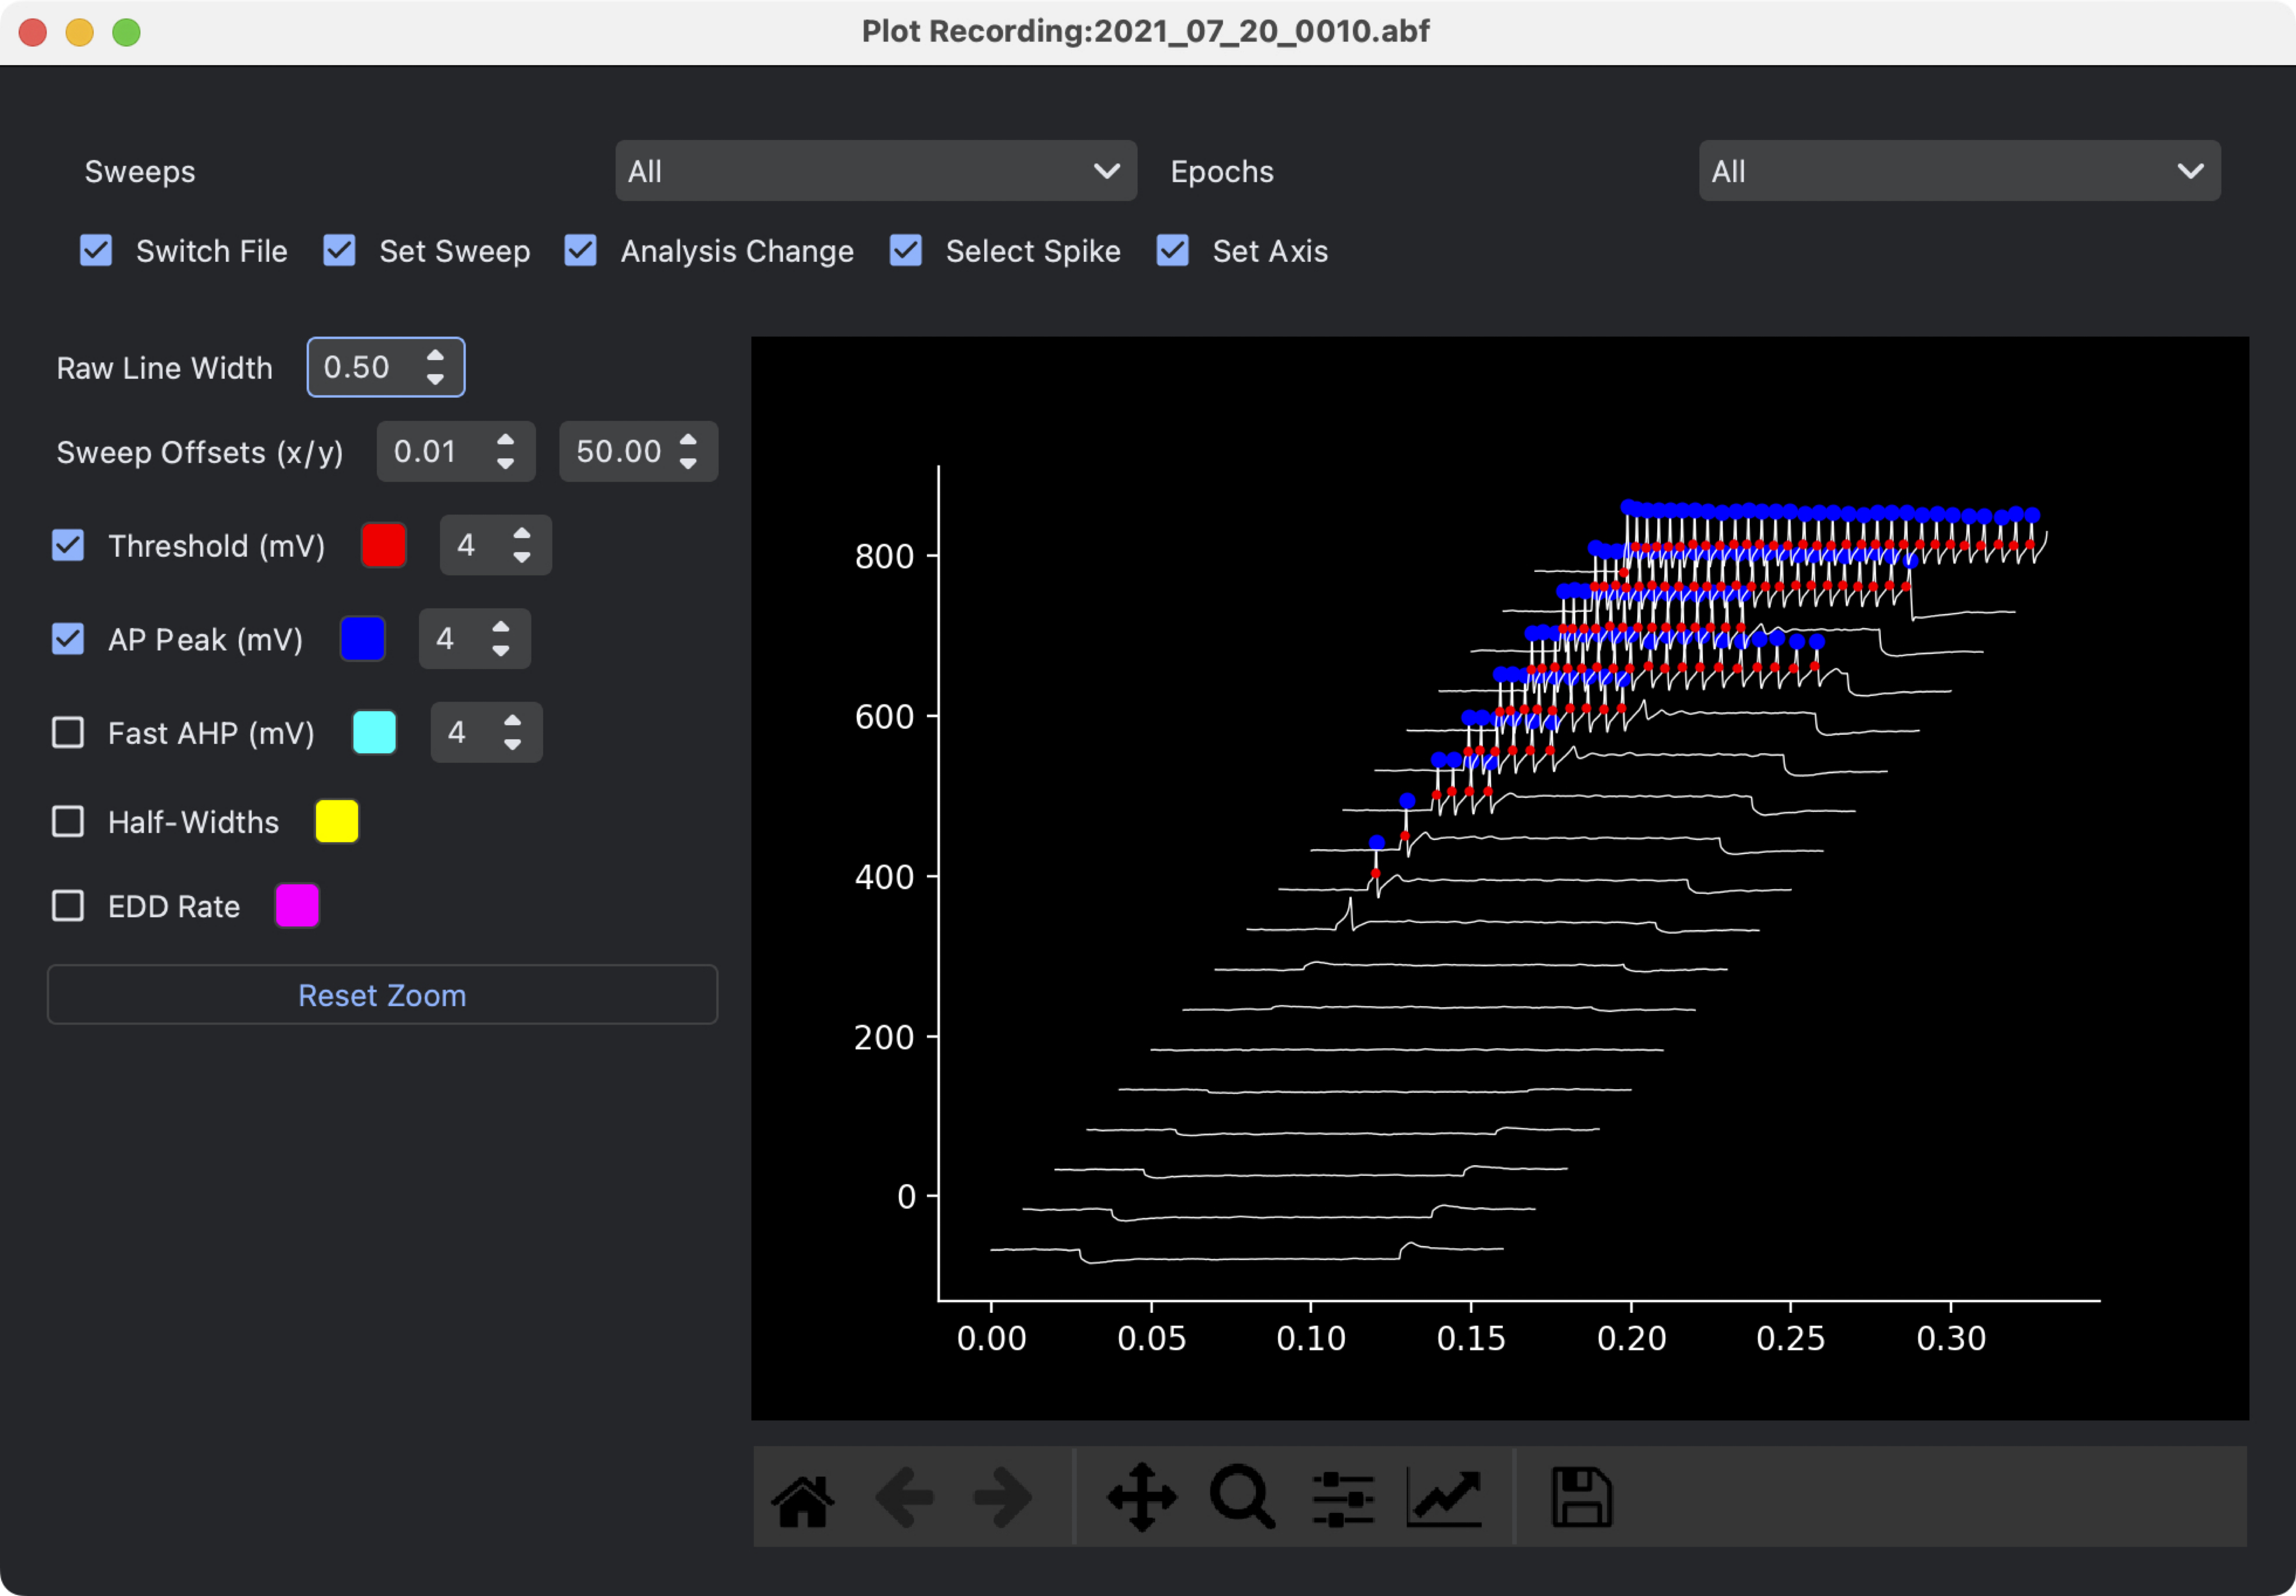 Plot Recording:2021_07_20_0010.abf
Sweeps All Epochs All
Switch File Set Sweep Analysis Change Select Spike Set Axis
Raw Line Width 0.50
Sweep Offsets (x/y) 0.01 50.00
Threshold (mV) 4
AP Peak (mV) 4
Fast AHP (mV) 4
Half-Widths
EDD Rate
Reset Zoom
800
600
400
200
0
0.00 0.05 0.10 0.15 0.20 0.25 0.30